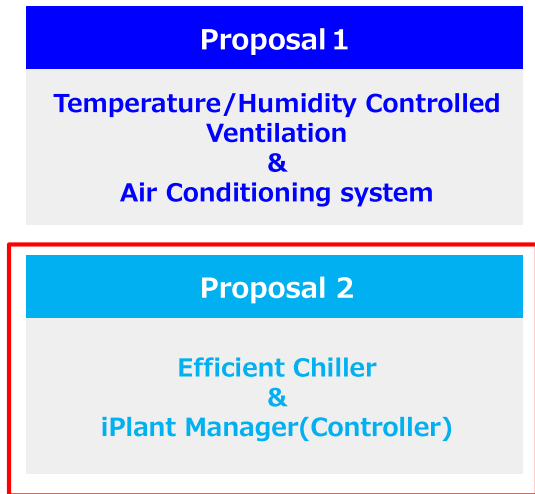 Proposal 1
Temperature/Humidity Controlled
Ventilation
&
Air Conditioning system
Proposal 2
Efficient Chiller
&
iPlant Manager(Controller)